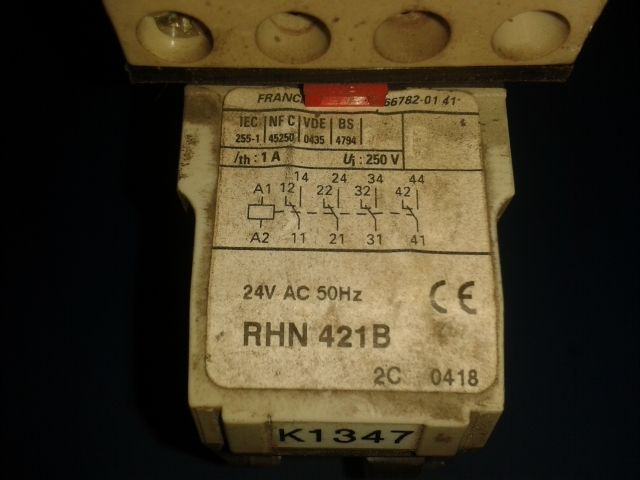 FRANCE 66782-01 41
IEC NF C VDE BS
255-1 45250 0435 4794
Ith : 1 A Ui : 250 V
14 24 34 44
A1 12 22 32 42
A2 11 21 31 41
24V AC 50Hz CE
RHN 421B
2C 0418
K1347